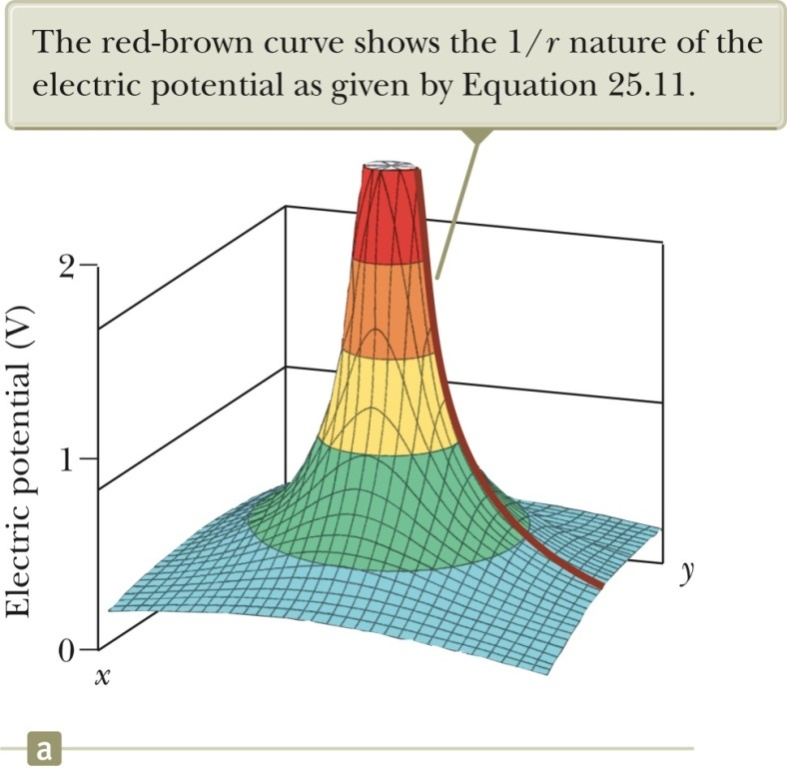 The red-brown curve shows the 1/r nature of the
electric potential as given by Equation 25.11.
2
Electric potential (V)
1
0
x
y
a